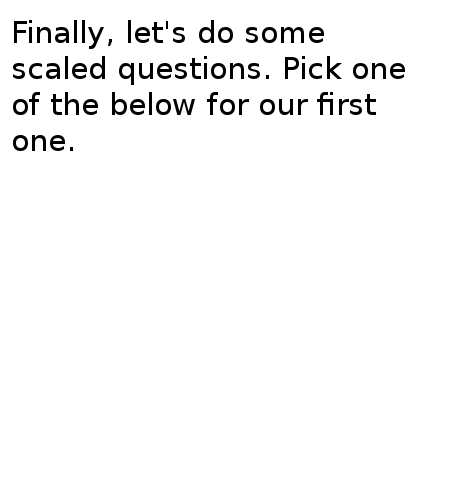 Finally, let's do some
scaled questions. Pick one
of the below for our first
one.